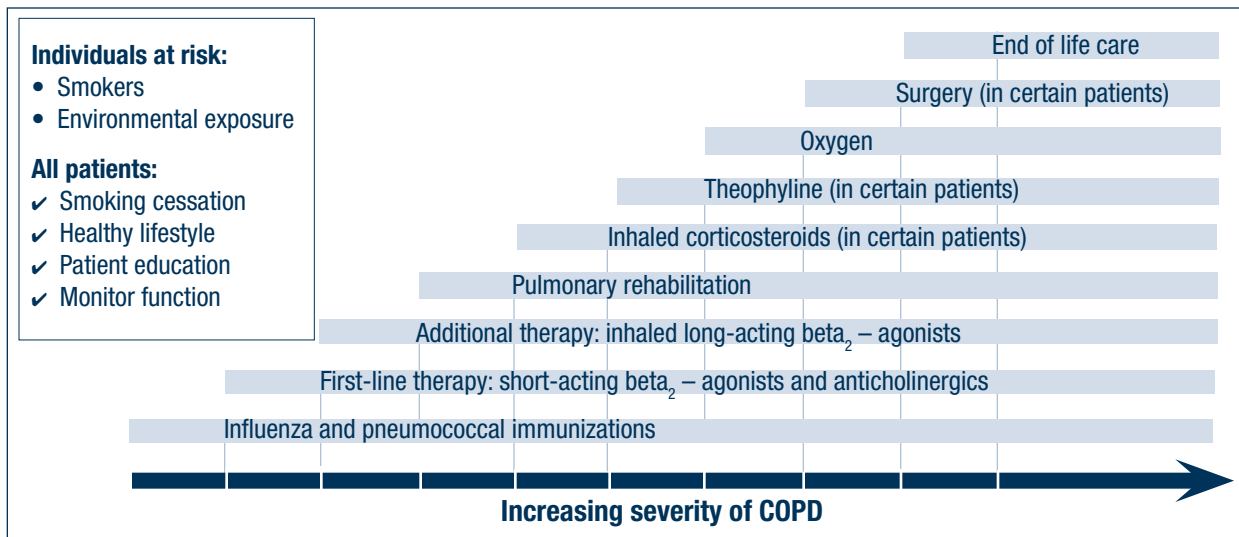 Individuals at risk:
• Smokers
• Environmental exposure
All patients:
✔ Smoking cessation
✔ Healthy lifestyle
✔ Patient education
✔ Monitor function
End of life care
Surgery (in certain patients)
Oxygen
Theophyline (in certain patients)
Inhaled corticosteroids (in certain patients)
Pulmonary rehabilitation
Additional therapy: inhaled long-acting beta₂ – agonists
First-line therapy: short-acting beta₂ – agonists and anticholinergics
Influenza and pneumococcal immunizations
Increasing severity of COPD